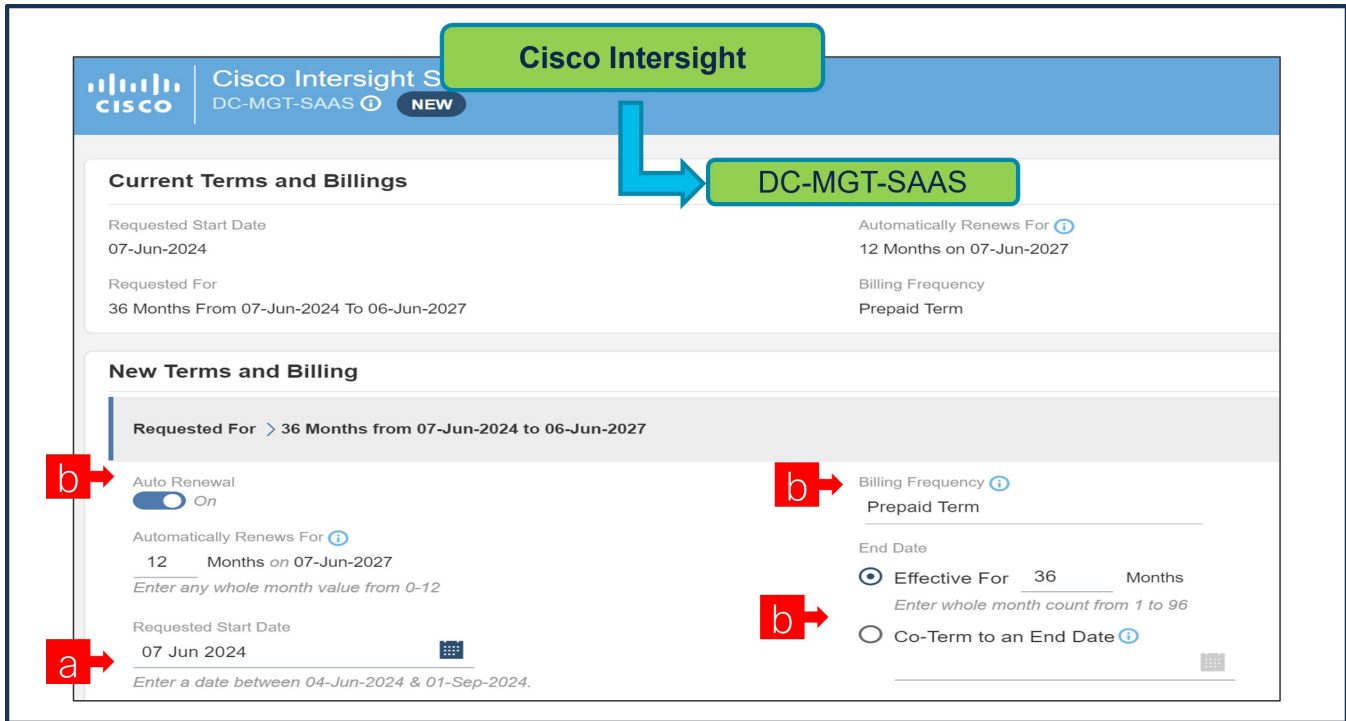 Cisco Intersight
CISCO
Cisco Intersight S
DC-MGT-SAAS NEW
DC-MGT-SAAS
Current Terms and Billings
Requested Start Date
07-Jun-2024
Automatically Renews For
12 Months on 07-Jun-2027
Requested For
36 Months From 07-Jun-2024 To 06-Jun-2027
Billing Frequency
Prepaid Term
New Terms and Billing
Requested For > 36 Months from 07-Jun-2024 to 06-Jun-2027
b
Auto Renewal
On
Automatically Renews For
12 Months on 07-Jun-2027
Enter any whole month value from 0-12
a
Requested Start Date
07 Jun 2024
Enter a date between 04-Jun-2024 & 01-Sep-2024.
b
Billing Frequency
Prepaid Term
End Date
Effective For 36 Months
Enter whole month count from 1 to 96
b
Co-Term to an End Date